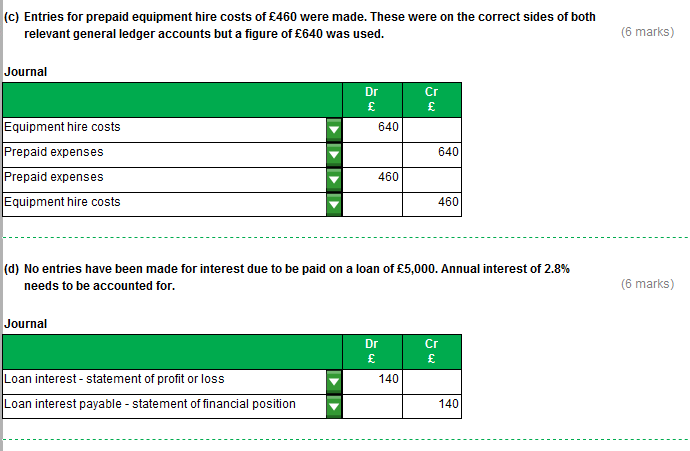 (c) Entries for prepaid equipment hire costs of £460 were made. These were on the correct sides of both
relevant general ledger accounts but a figure of £640 was used.
(6 marks)
Journal
Dr Cr
£ £
Equipment hire costs 640
Prepaid expenses 640
Prepaid expenses 460
Equipment hire costs 460
(d) No entries have been made for interest due to be paid on a loan of £5,000. Annual interest of 2.8%
needs to be accounted for.
(6 marks)
Journal
Dr Cr
£ £
Loan interest - statement of profit or loss 140
Loan interest payable - statement of financial position 140